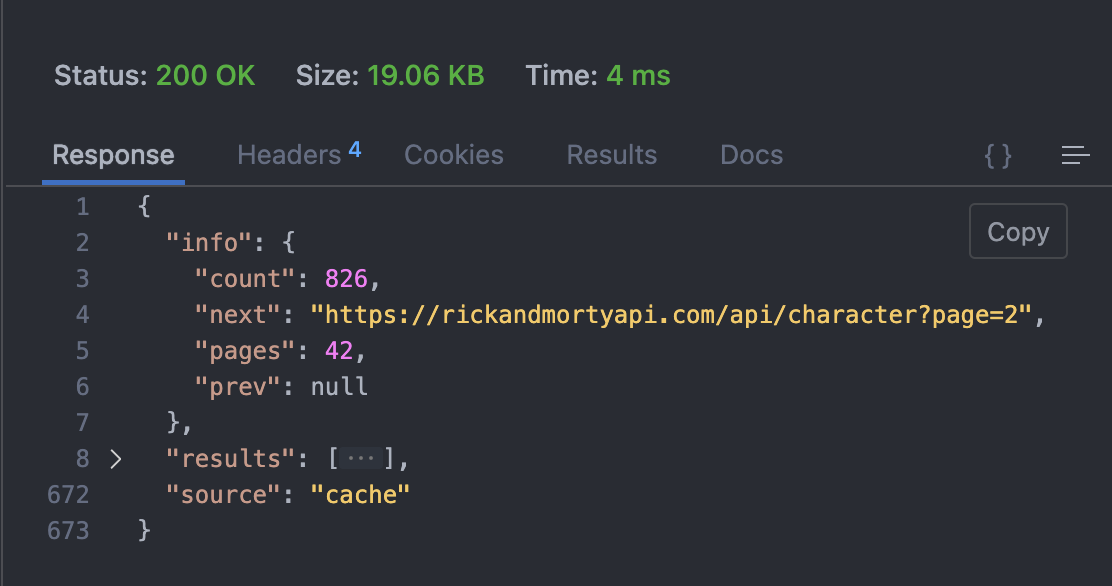 Status: 200 OK Size: 19.06 KB Time: 4 ms
Response Headers 4 Cookies Results Docs { }
Copy
1 {
2 "info": {
3 "count": 826,
4 "next": "https://rickandmortyapi.com/api/character?page=2",
5 "pages": 42,
6 "prev": null
7 },
8 > "results": [···],
672 "source": "cache"
673 }